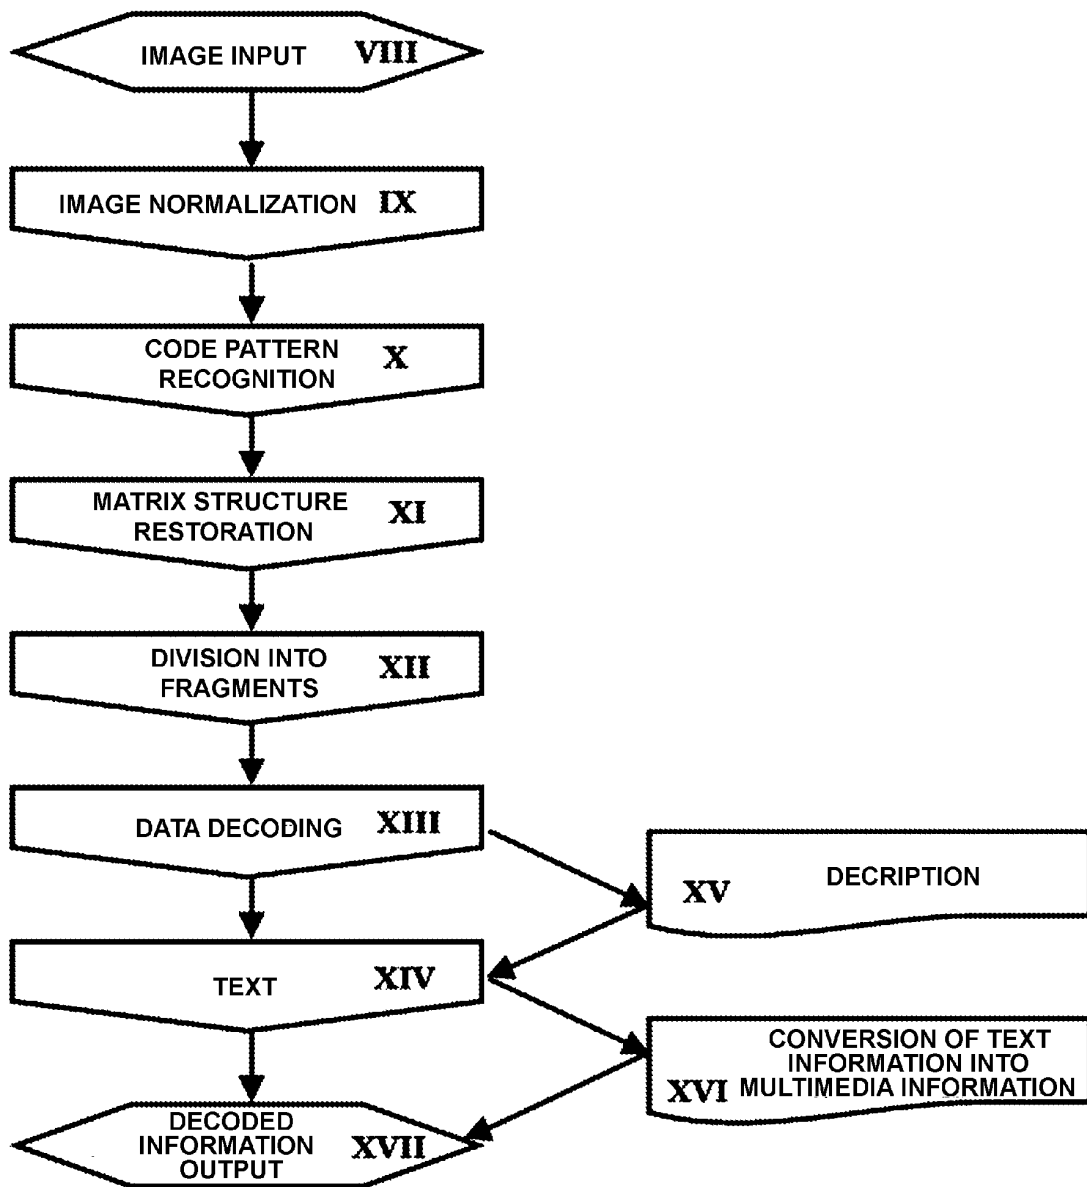 IMAGE INPUT VIII
IMAGE NORMALIZATION IX
CODE PATTERN
RECOGNITION
X
MATRIX STRUCTURE
RESTORATION
XI
DIVISION INTO
FRAGMENTS
XII
DATA DECODING XIII
XV DECRIPTION
TEXT XIV
CONVERSION OF TEXT
INFORMATION INTO
XVI MULTIMEDIA INFORMATION
DECODED
INFORMATION
OUTPUT
XVII